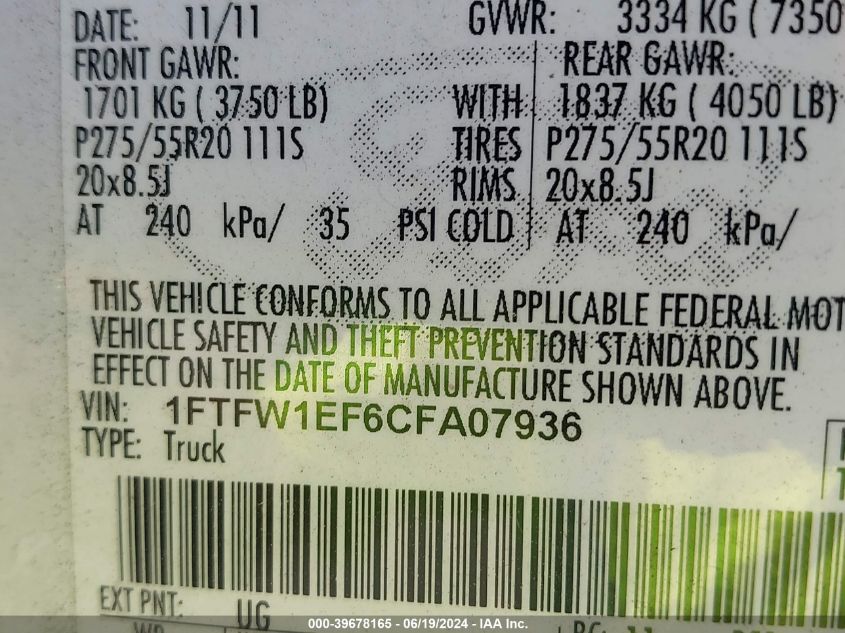 DATE: 11/11 GVWR: 3334 KG ( 7350
FRONT GAWR: REAR GAWR:
1701 KG ( 3750 LB) WITH 1837 KG ( 4050 LB)
P275/55R20 111S TIRES P275/55R20 111S
20x8.5J RIMS 20x8.5J
AT 240 kPa/ 35 PSI COLD AT 240 kPa/
THIS VEHICLE CONFORMS TO ALL APPLICABLE FEDERAL MOT
VEHICLE SAFETY AND THEFT PREVENTION STANDARDS IN
EFFECT ON THE DATE OF MANUFACTURE SHOWN ABOVE.
VIN: 1FTFW1EF6CFA07936
TYPE: Truck
EXT PNT: UG
000-39678165 - 06/19/2024 - IAA Inc.